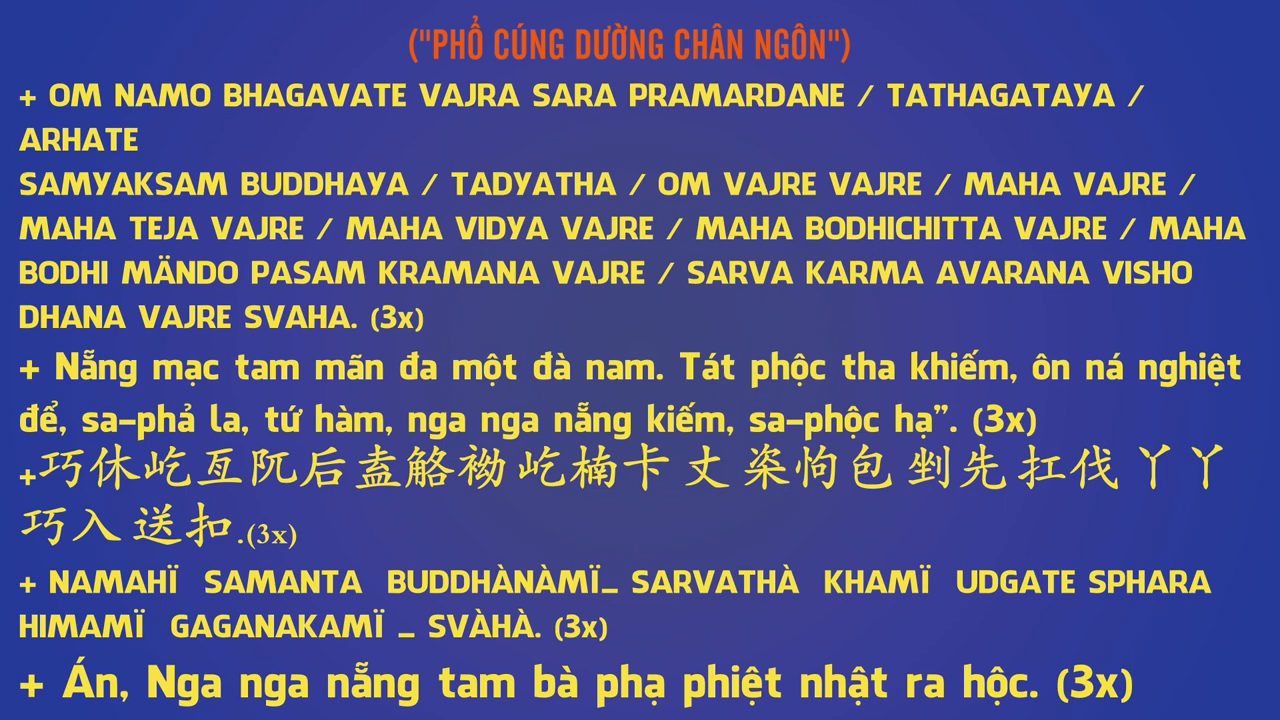 ("PHỔ CÚNG DƯỜNG CHÂN NGÔN")
+ OM NAMO BHAGAVATE VAJRA SARA PRAMARDANE / TATHAGATAYA /
ARHATE
SAMYAKSAM BUDDHAYA / TADYATHA / OM VAJRE VAJRE / MAHA VAJRE /
MAHA TEJA VAJRE / MAHA VIDYA VAJRE / MAHA BODHICHITTA VAJRE / MAHA
BODHI MÄNDO PASAM KRAMANA VAJRE / SARVA KARMA AVARANA VISHO
DHANA VAJRE SVAHA. (3x)
+ Nẵng mạc tam mãn đa một đà nam. Tát phộc tha khiếm, ôn ná nghiệt
để, sa-phả la, tứ hàm, nga nga nẵng kiếm, sa-phộc hạ”. (3x)
+巧休屹亙阢后盍觡袎屹楠卡丈粢怐包剉先扛伐丫丫
巧入送扣.(3x)
+ NAMAHÏ SAMANTA BUDDHÀNÀMÏ_ SARVATHÀ KHAMÏ UDGATE SPHARA
HIMAMÏ GAGANAKAMÏ _ SVÀHÀ. (3x)
+ Án, Nga nga nẵng tam bà phạ phiệt nhật ra hộc. (3x)